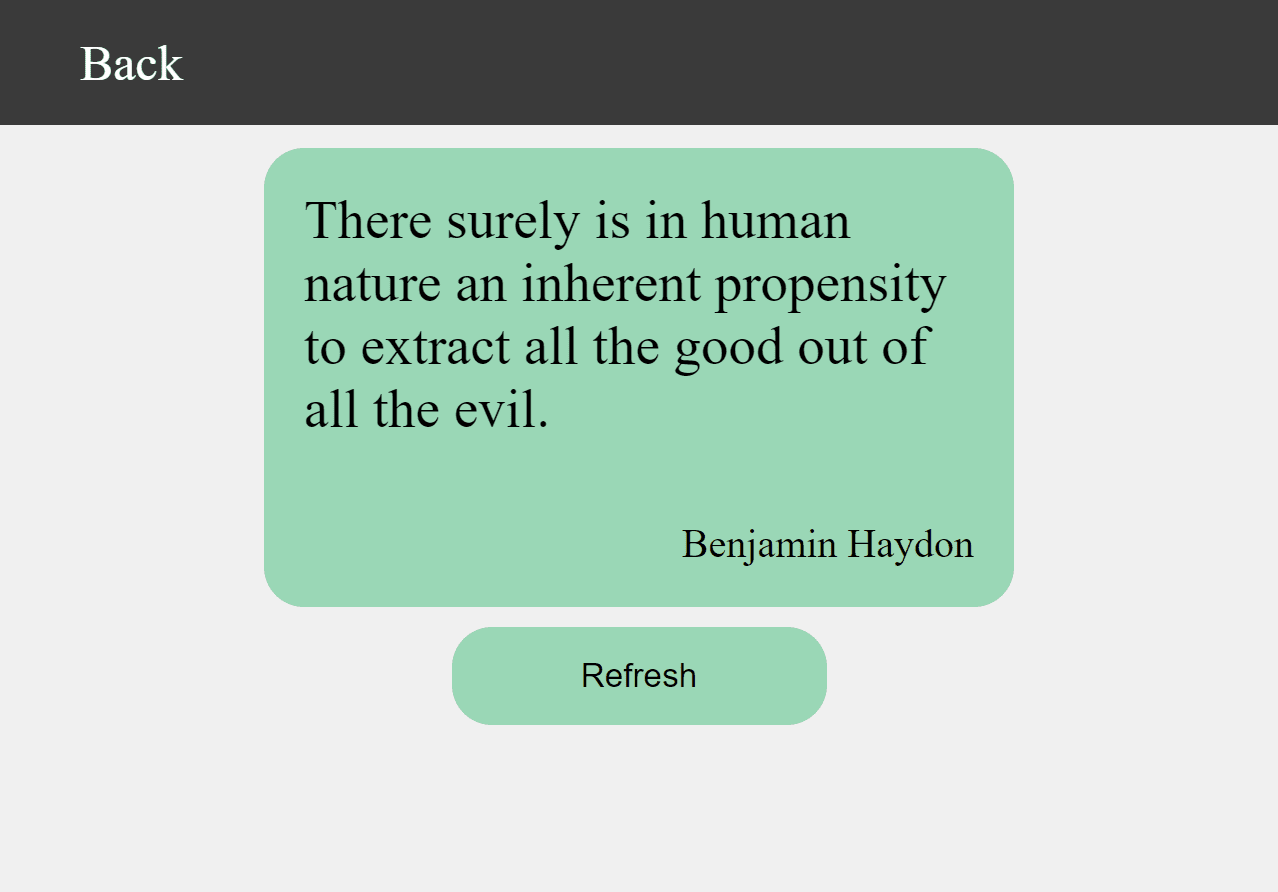 Back
There surely is in human
nature an inherent propensity
to extract all the good out of
all the evil.
Benjamin Haydon
Refresh